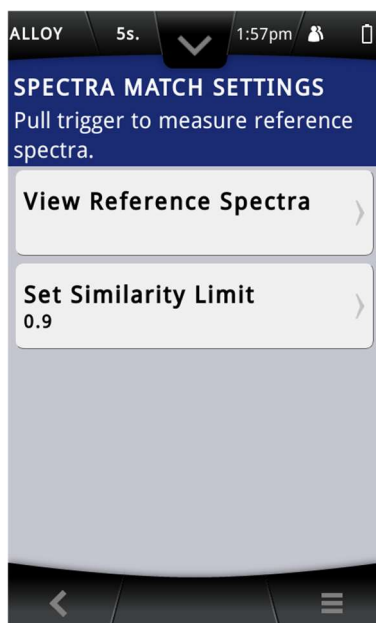 ALLOY 5s. 1:57pm
SPECTRA MATCH SETTINGS
Pull trigger to measure reference
spectra.
View Reference Spectra
Set Similarity Limit
0.9